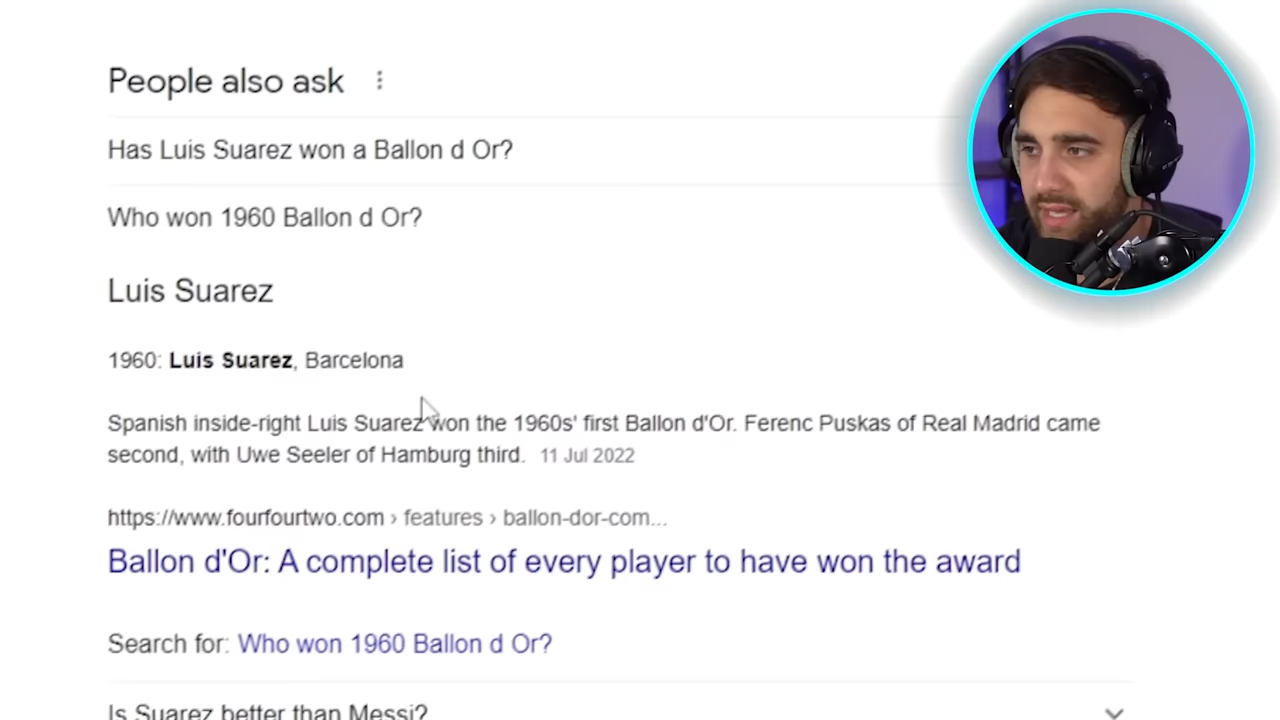 People also ask
Has Luis Suarez won a Ballon d Or?
Who won 1960 Ballon d Or?
Luis Suarez
1960: Luis Suarez, Barcelona
Spanish inside-right Luis Suarez won the 1960s' first Ballon d'Or. Ferenc Puskas of Real Madrid came
second, with Uwe Seeler of Hamburg third. 11 Jul 2022
https://www.fourfourtwo.com › features › ballon-dor-com...
Ballon d'Or: A complete list of every player to have won the award
Search for: Who won 1960 Ballon d Or?
Is Suarez better than Messi?